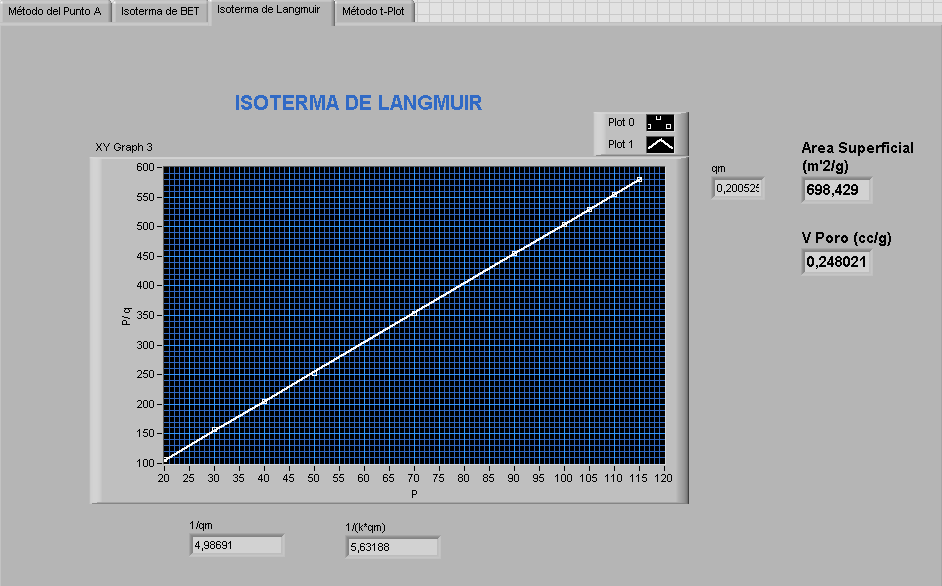 Método del Punto A Isoterma de BET Isoterma de Langmuir Método t-Plot
ISOTERMA DE LANGMUIR
Plot 0
Plot 1
XY Graph 3
600
550
500
450
400
350
300
250
200
150
100
P/q
20 25 30 35 40 45 50 55 60 65 70 75 80 85 90 95 100 105 110 115 120
P
qm
0,200525
Area Superficial
(m'2/g)
698,429
V Poro (cc/g)
0,248021
1/qm
4,98691
1/(k*qm)
5,63188